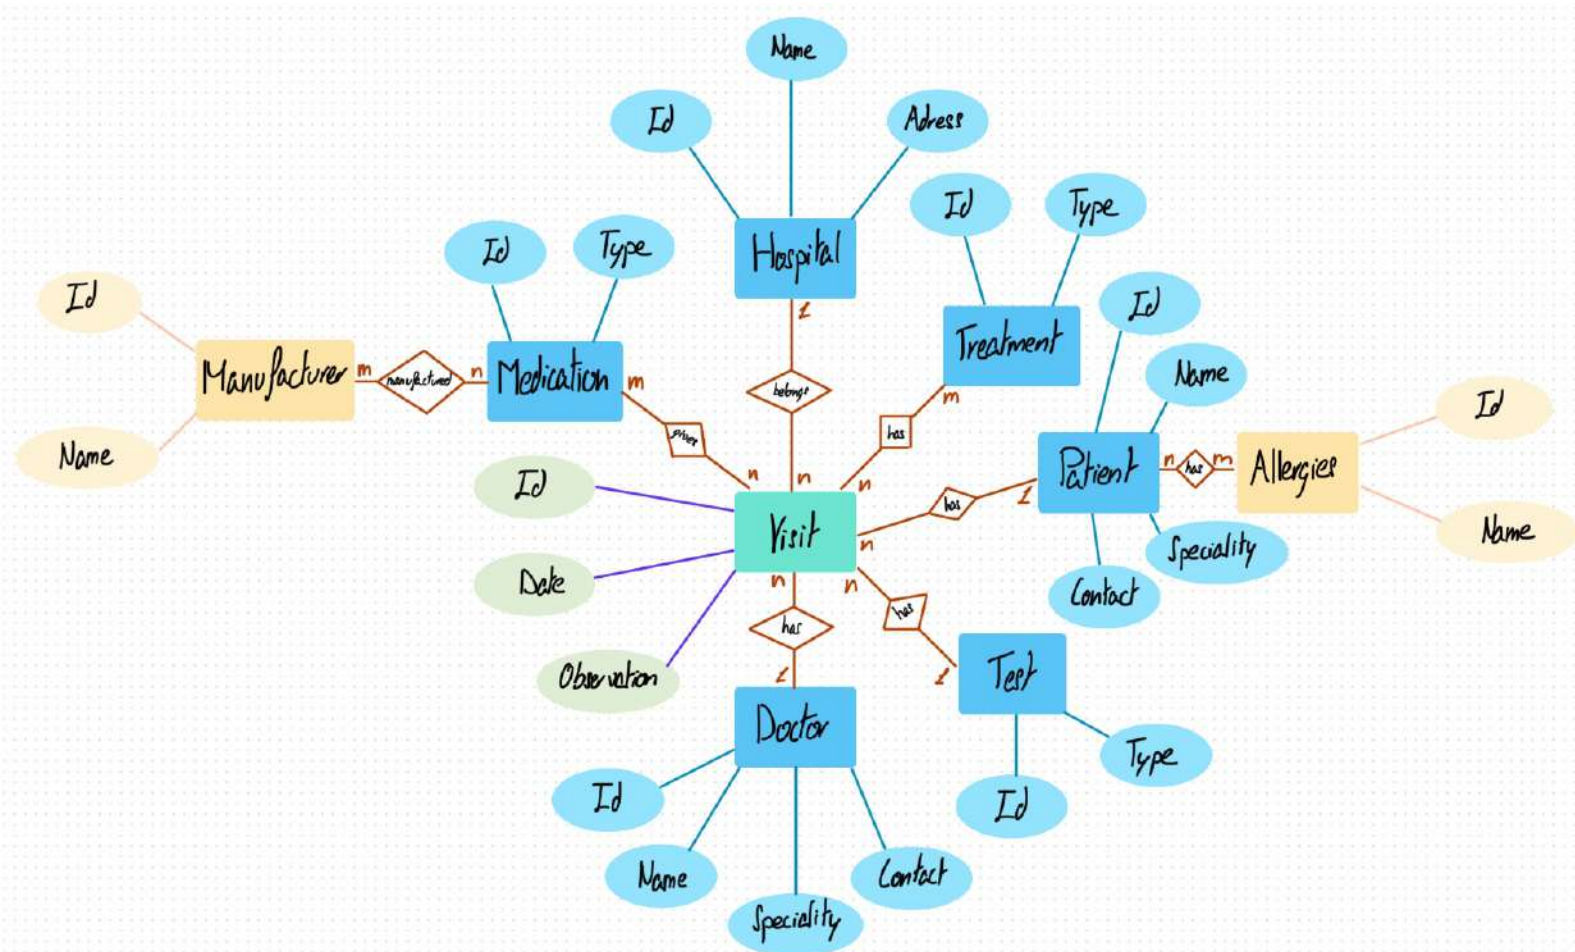 Name
Id
Adress
Id
Type
Hospital
Id
Type
Treatment
Id
Name
Id
Name
Manufacturer
m
manufactured
n
Medication
m
n
1
belongs
n
m
has
n
Patient
n
has
m
Allergies
Id
Name
Speciality
Contact
1
has
n
Id
Date
Observation
Visit
n
has
1
n
has
1
Test
Type
Id
Doctor
Id
Name
Speciality
Contact